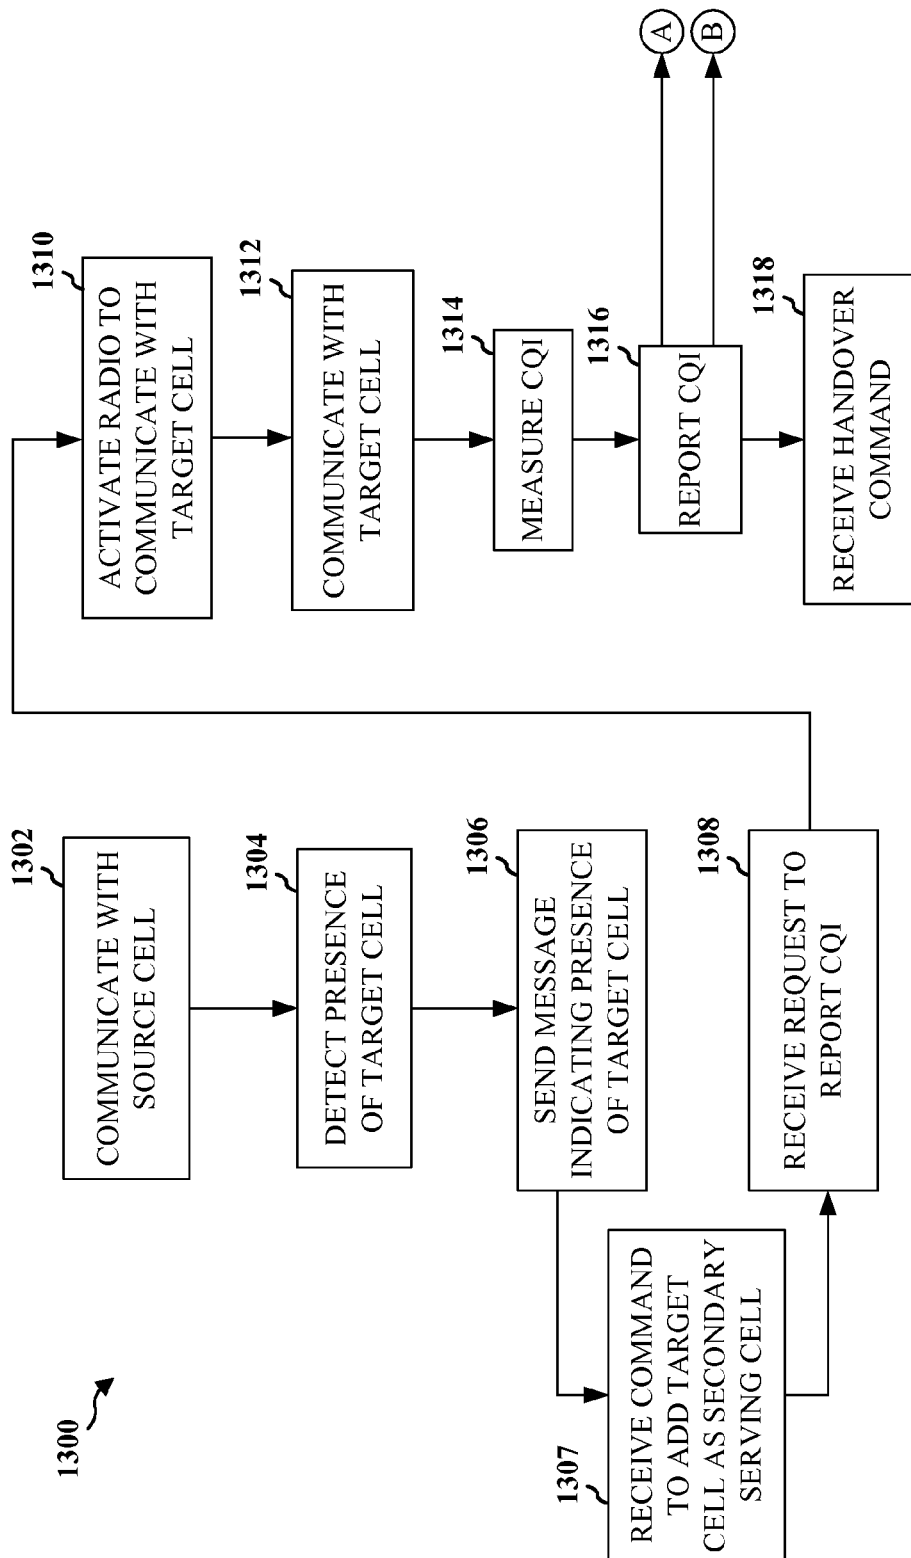 1300
1302
COMMUNICATE WITH
SOURCE CELL
1304
DETECT PRESENCE
OF TARGET CELL
1306
SEND MESSAGE
INDICATING PRESENCE
OF TARGET CELL
1307
RECEIVE COMMAND
TO ADD TARGET
CELL AS SECONDARY
SERVING CELL
1308
RECEIVE REQUEST TO
REPORT CQI
1310
ACTIVATE RADIO TO
COMMUNICATE WITH
TARGET CELL
1312
COMMUNICATE WITH
TARGET CELL
1314
MEASURE CQI
1316
REPORT CQI
A
B
1318
RECEIVE HANDOVER
COMMAND